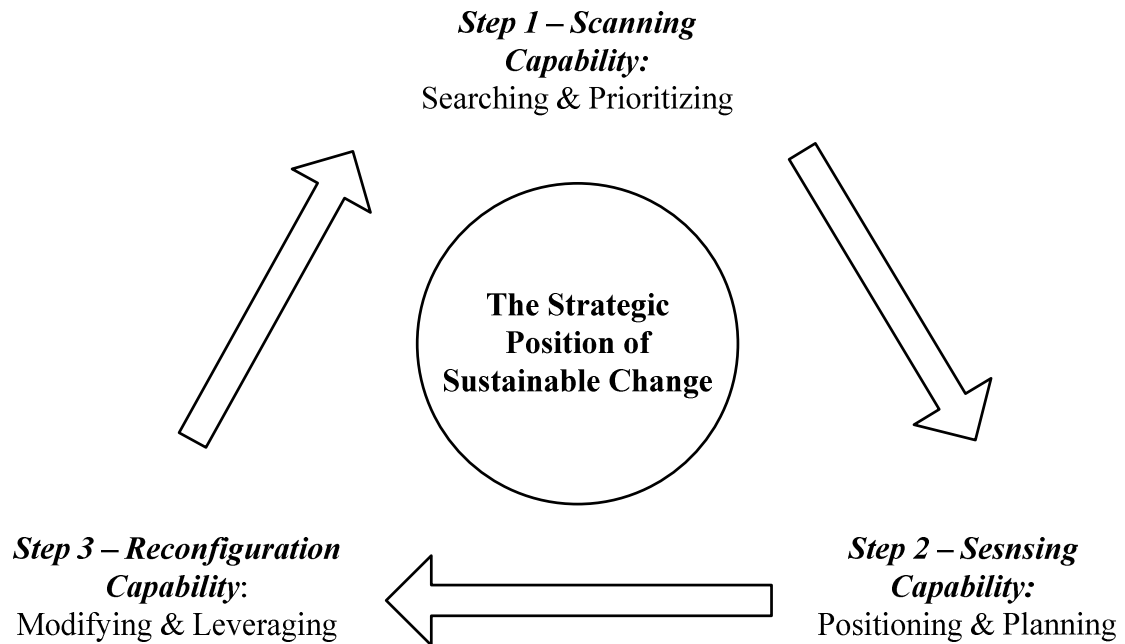 Step 1 – Scanning
Capability:
Searching & Prioritizing
The Strategic
Position of
Sustainable Change
Step 3 – Reconfiguration
Capability:
Modifying & Leveraging
Step 2 – Sesnsing
Capability:
Positioning & Planning